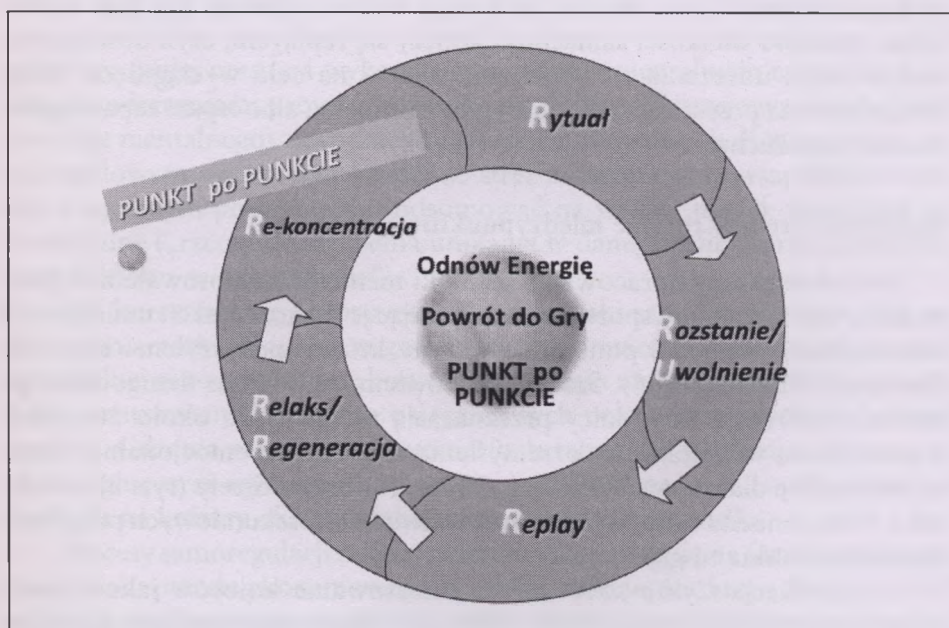 PUNKT po PUNKCIE
Rytuał
Rozstanie/
Uwolnienie
Replay
Relaks/
Regeneracja
Re-koncentracja
Odnów Energię
Powrót do Gry
PUNKT po
PUNKCIE